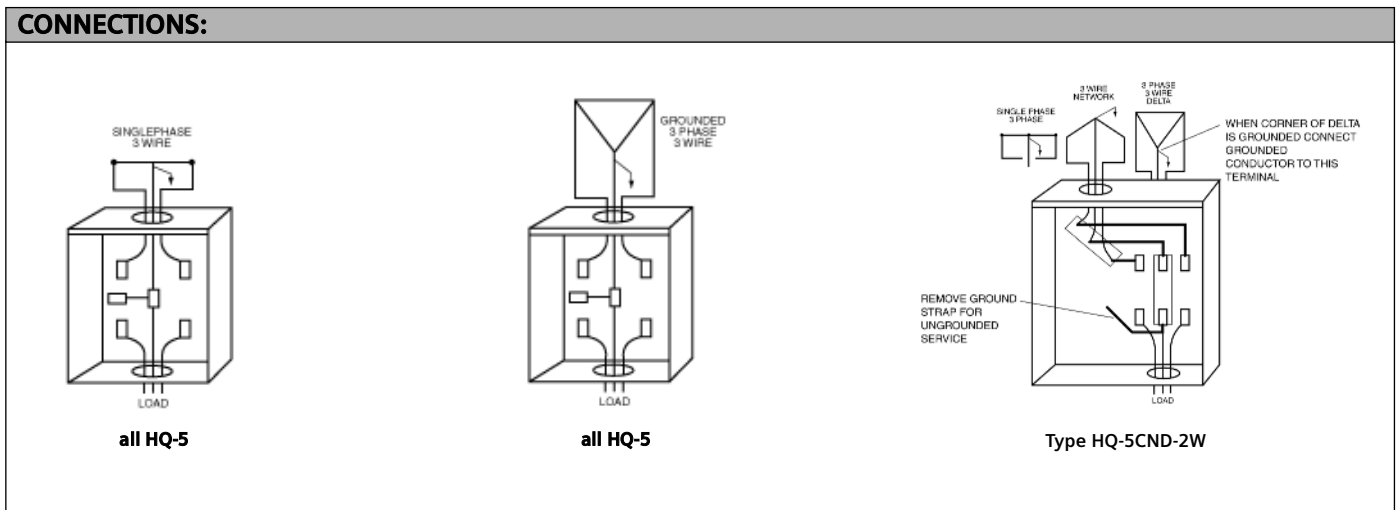 CONNECTIONS:
SINGLEPHASE
3 WIRE
LOAD
all HQ-5
GROUNDED
3 PHASE
3 WIRE
LOAD
all HQ-5
SINGLE PHASE
3 PHASE
3 WIRE
NETWORK
3 PHASE
3 WIRE
DELTA
WHEN CORNER OF DELTA
IS GROUNDED CONNECT
GROUNDED
CONDUCTOR TO THIS
TERMINAL
REMOVE GROUND
STRAP FOR
UNGROUNDED
SERVICE
LOAD
Type HQ-5CND-2W